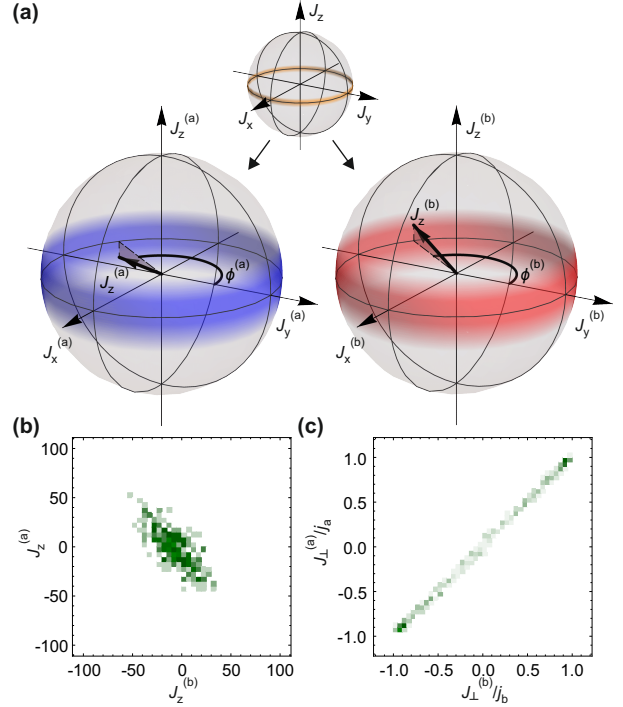 (a)
J_z
J_x
J_y
J_z^(a)
J_z^(b)
J_z^(a)
ϕ^(a)
J_x^(a)
J_y^(a)
J_z^(b)
ϕ^(b)
J_x^(b)
J_y^(b)
(b)
100
50
0
-50
-100
J_z^(a)
-100 -50 0 50 100
J_z^(b)
(c)
1.0
0.5
0.0
-0.5
-1.0
J_⊥^(a)/j_a
-1.0 -0.5 0.0 0.5 1.0
J_⊥^(b)/j_b